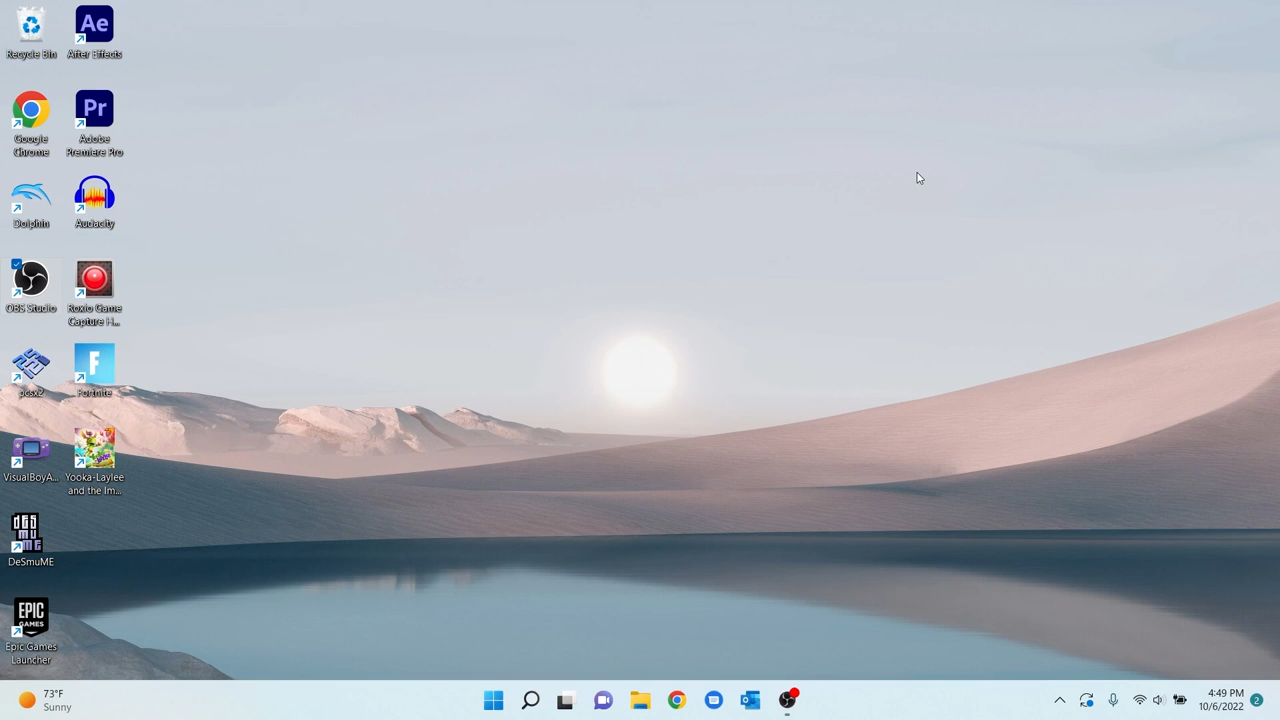 Recycle Bin
Ae
After Effects
Google
Chrome
Pr
Adobe
Premiere Pro
Dolphin
Audacity
OBS Studio
Roxio Game
Capture H...
pcsx2
F
Fortnite
VisualBoyA...
Yooka-Laylee
and the Im...
DeSmuME
EPIC
GAMES
Epic Games
Launcher
73°F
Sunny
4:49 PM
10/6/2022
2